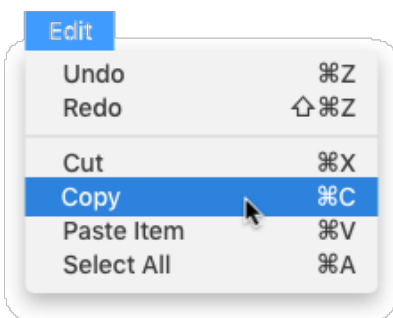 Edit
Undo ⌘Z
Redo ⇧⌘Z
Cut ⌘X
Copy ⌘C
Paste Item ⌘V
Select All ⌘A